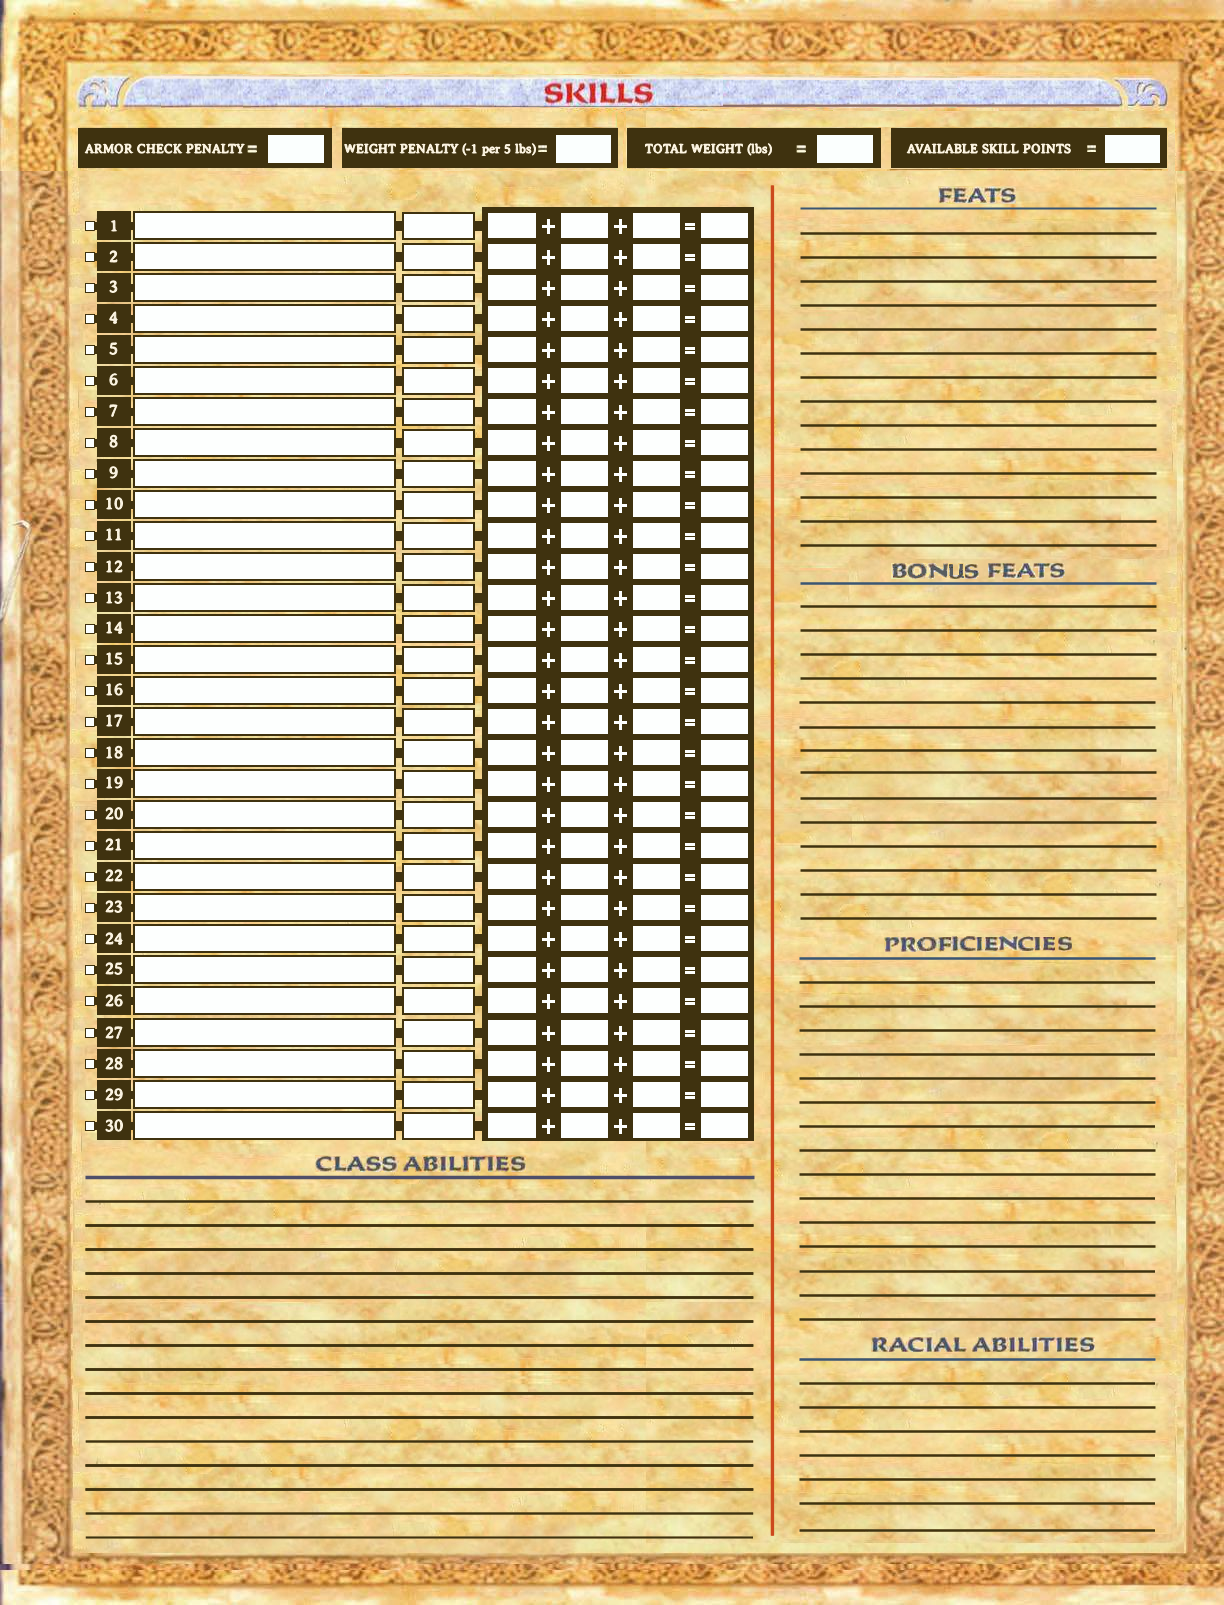 SKILLS
ARMOR CHECK PENALTY =
WEIGHT PENALTY (-1 per 5 lbs)=
TOTAL WEIGHT (lbs) =
AVAILABLE SKILL POINTS =
1 + + =
2 + + =
3 + + =
4 + + =
5 + + =
6 + + =
7 + + =
8 + + =
9 + + =
10 + + =
11 + + =
12 + + =
13 + + =
14 + + =
15 + + =
16 + + =
17 + + =
18 + + =
19 + + =
20 + + =
21 + + =
22 + + =
23 + + =
24 + + =
25 + + =
26 + + =
27 + + =
28 + + =
29 + + =
30 + + =
CLASS ABILITIES
FEATS
BONUS FEATS
PROFICIENCIES
RACIAL ABILITIES